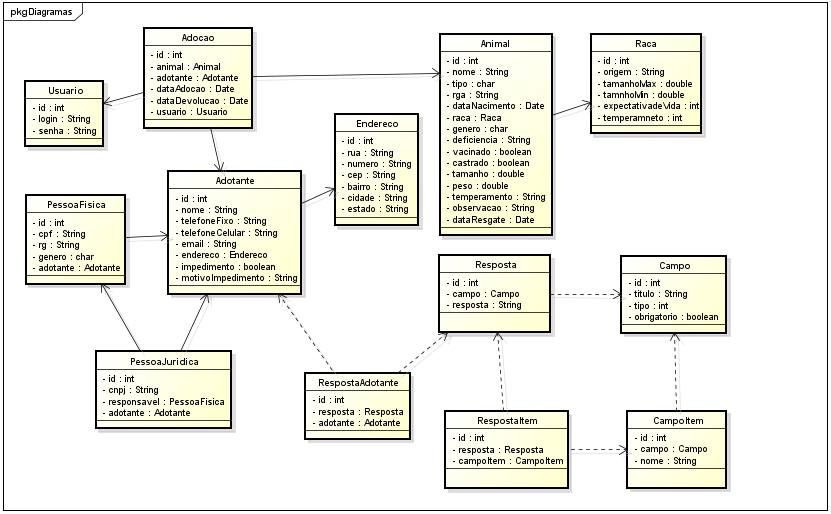 pkgDiagramas
Adocao
- id : int
- animal : Animal
- adotante : Adotante
- dataAdocao : Date
- dataDevolucao : Date
- usuario : Usuario
Usuario
- id : int
- login : String
- senha : String
Animal
- id : int
- nome : String
- tipo : char
- rga : String
- dataNacimento : Date
- raca : Raca
- genero : char
- deficiencia : String
- vacinado : boolean
- castrado : boolean
- tamanho : double
- peso : double
- temperamento : String
- observacao : String
- dataResgate : Date
Raca
- id : int
- origem : String
- tamanhoMax : double
- tamnhoMin : double
- expectativadeVida : int
- temperamneto : int
Endereco
- id : int
- rua : String
- numero : String
- cep : String
- bairro : String
- cidade : String
- estado : String
Adotante
- id : int
- nome : String
- telefoneFixo : String
- telefoneCelular : String
- email : String
- endereco : Endereco
- impedimento : boolean
- motivoImpedimento : String
PessoaFisica
- id : int
- cpf : String
- rg : String
- genero : char
- adotante : Adotante
Resposta
- id : int
- campo : Campo
- resposta : String
Campo
- id : int
- titulo : String
- tipo : int
- obrigatorio : boolean
PessoaJuridica
- id : int
- cnpj : String
- responsavel : PessoaFisica
- adotante : Adotante
RespostaAdotante
- id : int
- resposta : Resposta
- adotante : Adotante
RespostaItem
- id : int
- resposta : Resposta
- campoItem : CampoItem
CampoItem
- id : int
- campo : Campo
- nome : String